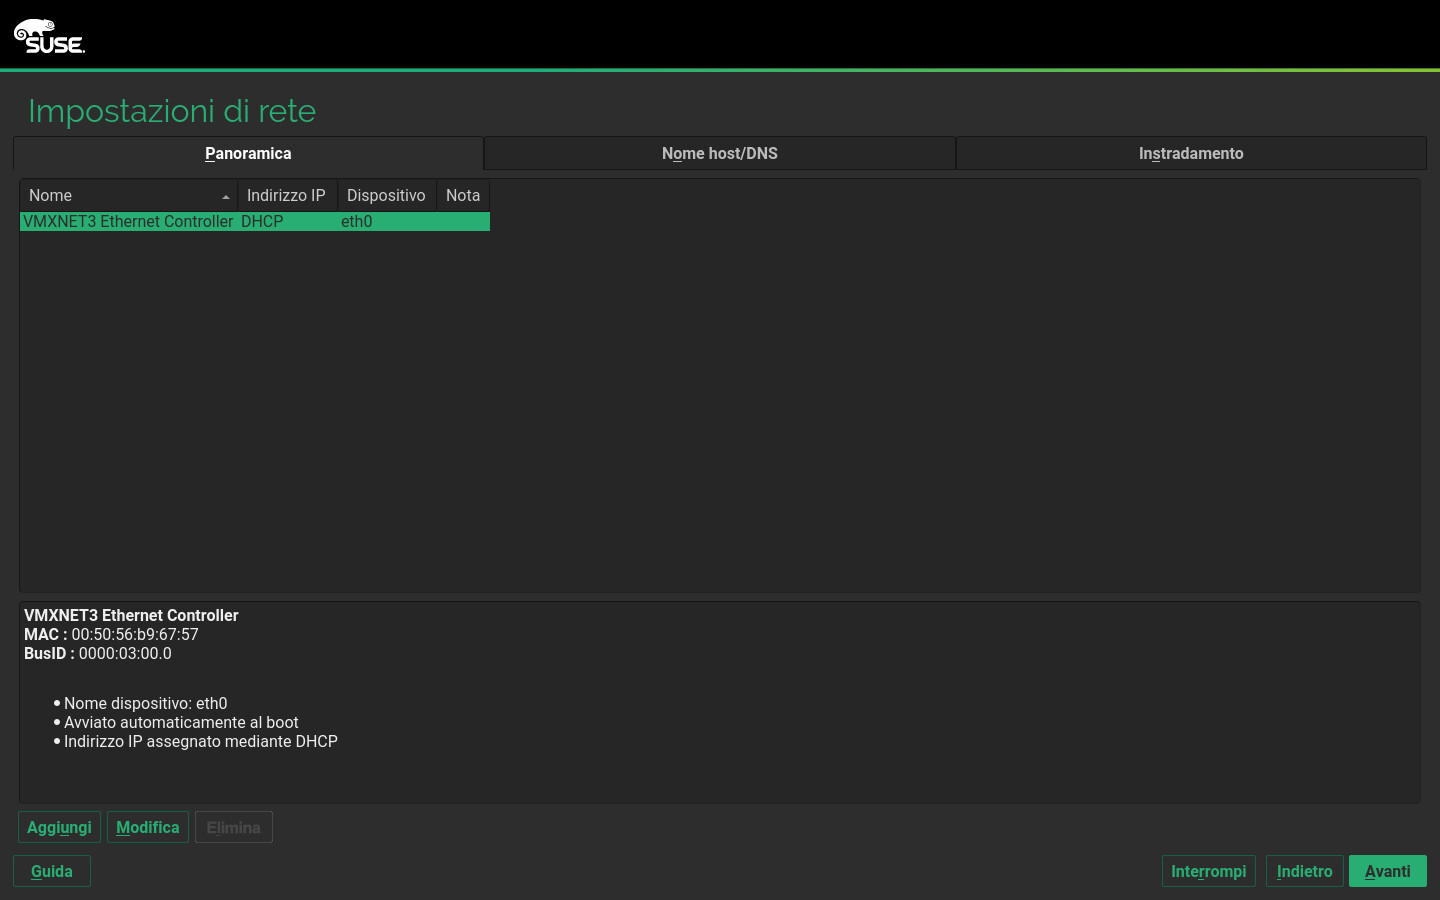 SUSE.
Impostazioni di rete
Panoramica Nome host/DNS Instradamento
Nome Indirizzo IP Dispositivo Nota
VMXNET3 Ethernet Controller DHCP eth0
VMXNET3 Ethernet Controller
MAC : 00:50:56:b9:67:57
BusID : 0000:03:00.0
• Nome dispositivo: eth0
• Avviato automaticamente al boot
• Indirizzo IP assegnato mediante DHCP
Aggiungi Modifica Elimina
Guida Interrompi Indietro Avanti